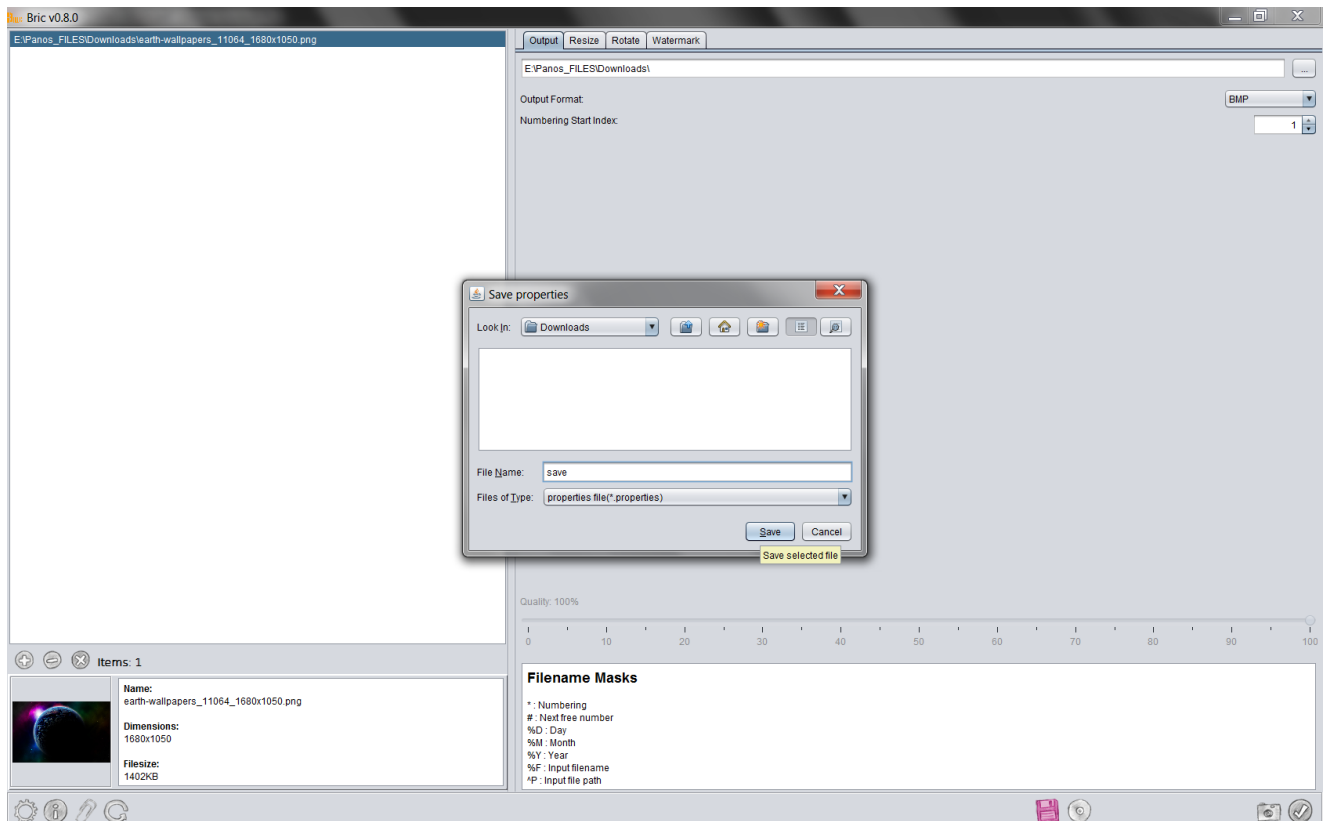 Bric v0.8.0
E:\Panos_FILES\Downloads\earth-wallpapers_11064_1680x1050.png
Output Resize Rotate Watermark
E:\Panos_FILES\Downloads\
...
Output Format:
BMP
Numbering Start Index:
1
Save properties
Look In:
Downloads
File Name:
save
Files of Type:
properties file(*.properties)
Save
Cancel
Save selected file
Quality: 100%
0 10 20 30 40 50 60 70 80 90 100
Items: 1
Name:
earth-wallpapers_11064_1680x1050.png
Dimensions:
1680x1050
Filesize:
1402KB
Filename Masks
* : Numbering
# : Next free number
%D : Day
%M : Month
%Y : Year
%F : Input filename
^P : Input file path